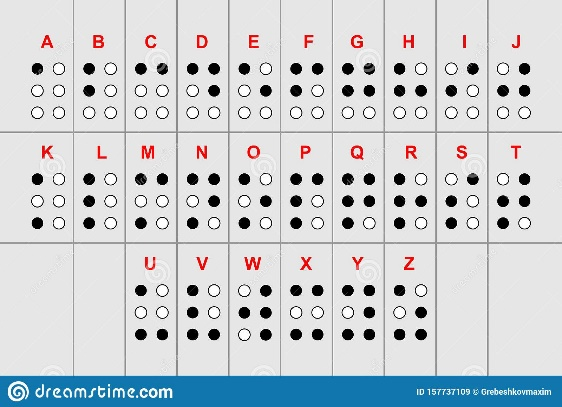 A B C D E F G H I J
K L M N O P Q R S T
U V W X Y Z
dreamstime.com
ID 157737109 © Grebeshkovmaxim